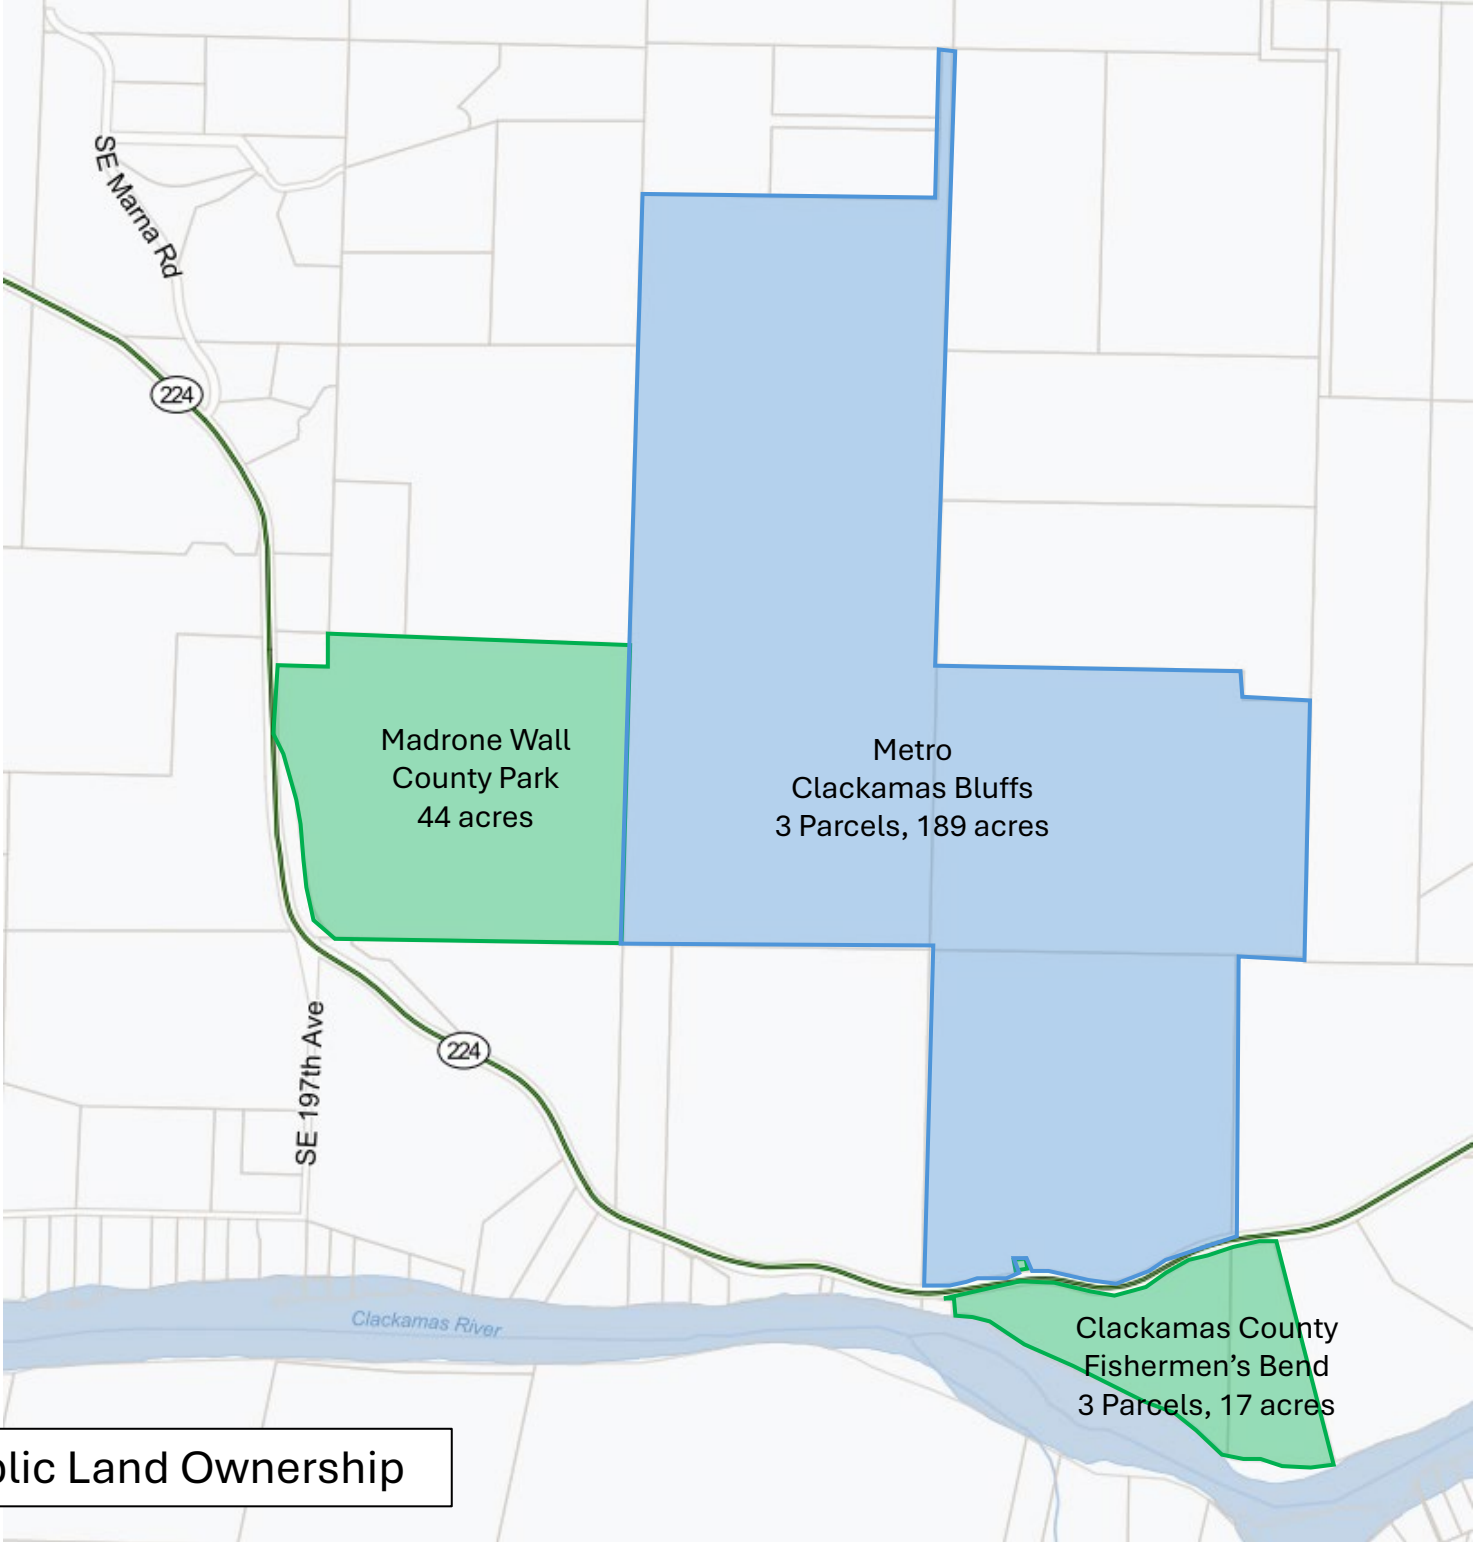 SE Marna Rd
224
Madrone Wall
County Park
44 acres
Metro
Clackamas Bluffs
3 Parcels, 189 acres
SE 197th Ave
224
Clackamas River
Clackamas County
Fishermen’s Bend
3 Parcels, 17 acres
lic Land Ownership